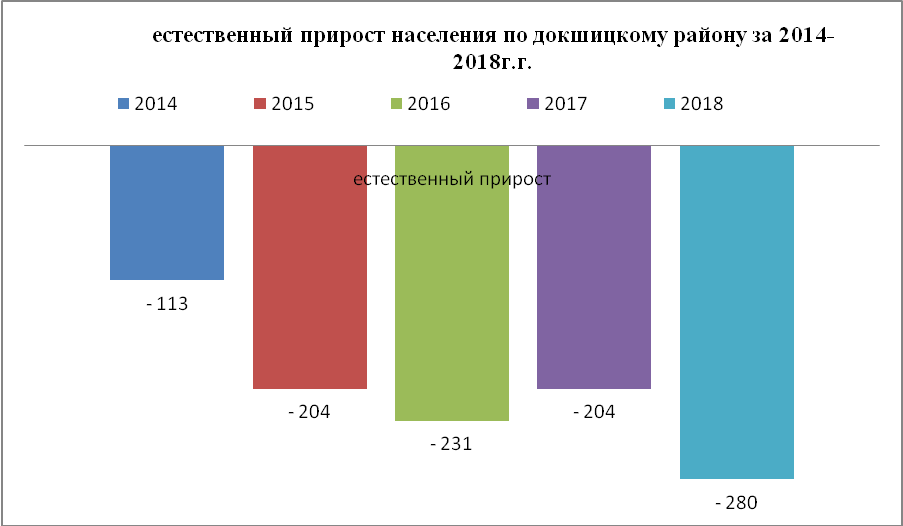 естественный прирост населения по докшицкому району за 2014-
2018г.г.
2014 2015 2016 2017 2018
естественный прирост
- 113
- 204
- 231
- 204
- 280